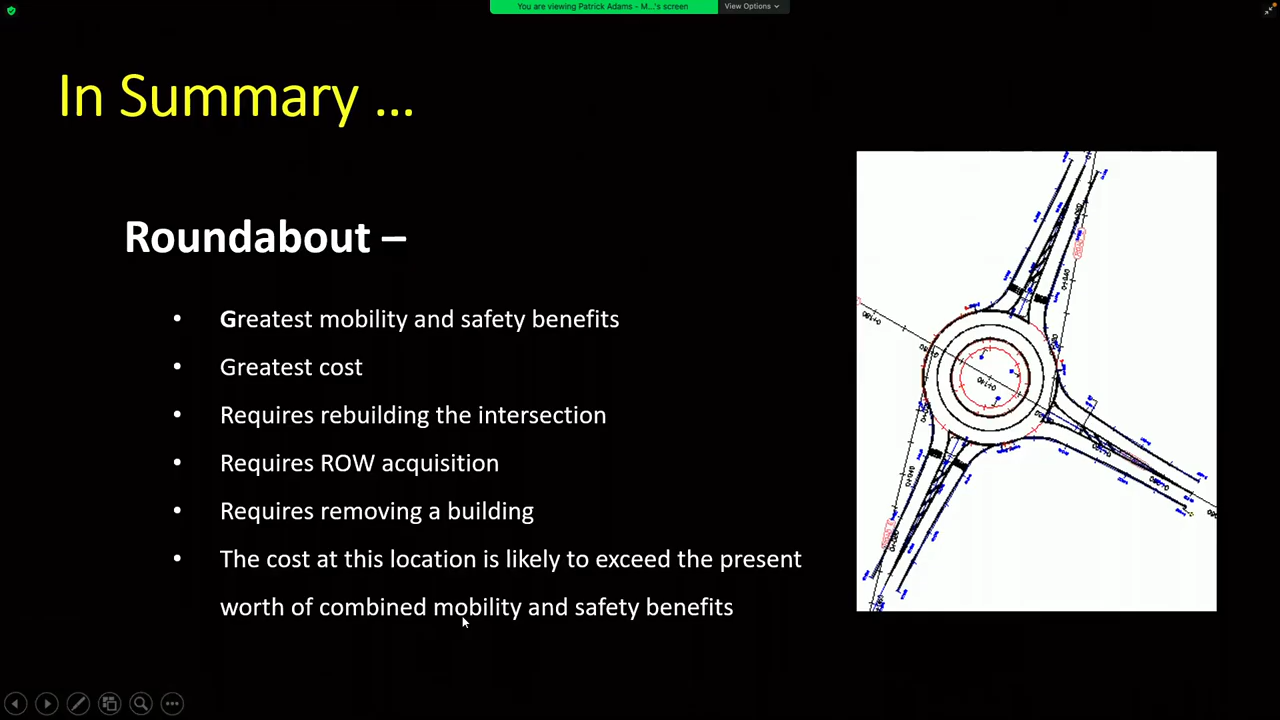 You are viewing Patrick Adams - M...'s screen
View Options
In Summary ...
Roundabout –
• Greatest mobility and safety benefits
• Greatest cost
• Requires rebuilding the intersection
• Requires ROW acquisition
• Requires removing a building
• The cost at this location is likely to exceed the present
worth of combined mobility and safety benefits